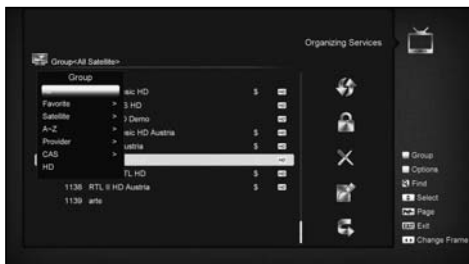 Organizing Services
Group<All Satellite>
Group
Favorite >
Satellite >
A~Z >
Provider >
CAS >
HD
sic HD $
S HD
Demo
sic HD Austria
ustria $
TL HD $
1138 RTL II HD Austria $
1139 arte
Group
Options
Find
Select
Page
Exit
Change Frame